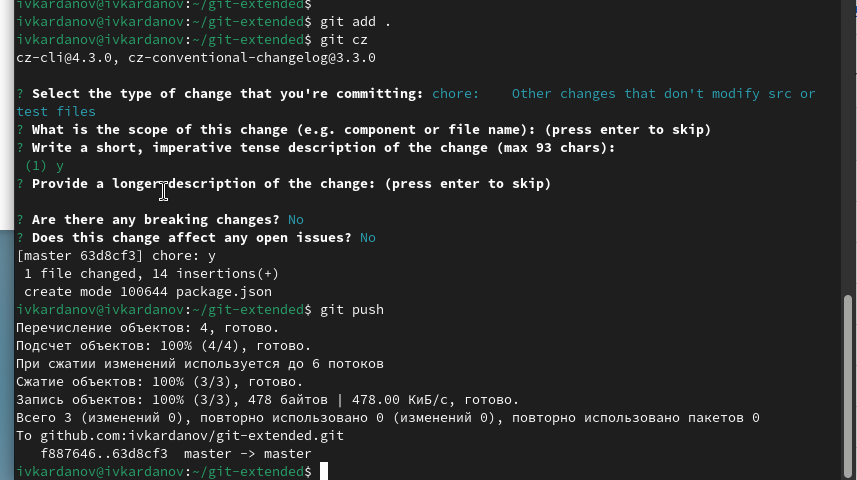 ivkardanov@ivkardanov:~/git-extended$
ivkardanov@ivkardanov:~/git-extended$ git add .
ivkardanov@ivkardanov:~/git-extended$ git cz
cz-cli@4.3.0, cz-conventional-changelog@3.3.0
? Select the type of change that you're committing: chore:    Other changes that don't modify src or
test files
? What is the scope of this change (e.g. component or file name): (press enter to skip)
? Write a short, imperative tense description of the change (max 93 chars):
 (1) y
? Provide a longer description of the change: (press enter to skip)
? Are there any breaking changes? No
? Does this change affect any open issues? No
[master 63d8cf3] chore: y
 1 file changed, 14 insertions(+)
 create mode 100644 package.json
ivkardanov@ivkardanov:~/git-extended$ git push
Перечисление объектов: 4, готово.
Подсчет объектов: 100% (4/4), готово.
При сжатии изменений используется до 6 потоков
Сжатие объектов: 100% (3/3), готово.
Запись объектов: 100% (3/3), 478 байтов | 478.00 КиБ/с, готово.
Всего 3 (изменений 0), повторно использовано 0 (изменений 0), повторно использовано пакетов 0
To github.com:ivkardanov/git-extended.git
   f887646..63d8cf3  master -> master
ivkardanov@ivkardanov:~/git-extended$